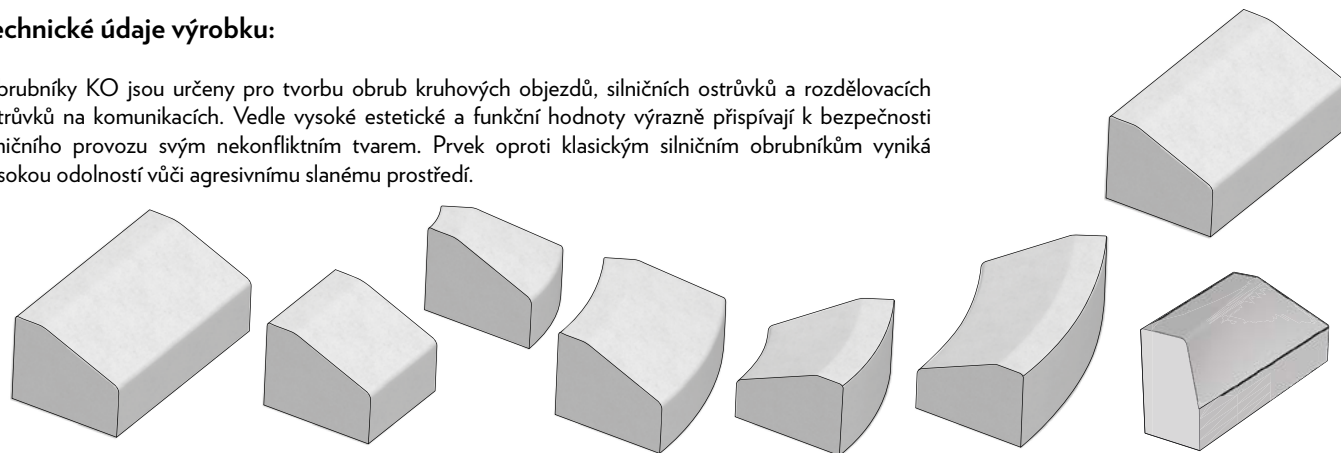 echnické údaje výrobku:
brubníky KO jsou určeny pro tvorbu obrub kruhových objezdů, silničních ostrůvků a rozdělovacích
trůvků na komunikacích. Vedle vysoké estetické a funkční hodnoty výrazně přispívají k bezpečnosti
ničního provozu svým nekonfliktním tvarem. Prvek oproti klasickým silničním obrubníkům vyniká
sokou odolností vůči agresivnímu slanému prostředí.